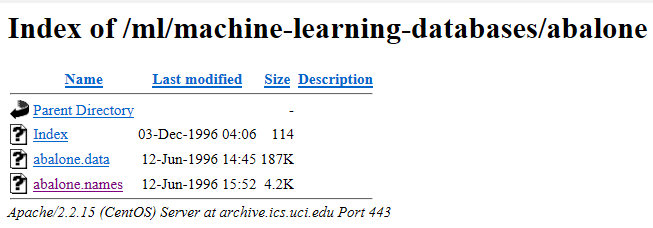 Index of /ml/machine-learning-databases/abalone
Name Last modified Size Description
Parent Directory -
Index 03-Dec-1996 04:06 114
abalone.data 12-Jun-1996 14:45 187K
abalone.names 12-Jun-1996 15:52 4.2K
Apache/2.2.15 (CentOS) Server at archive.ics.uci.edu Port 443